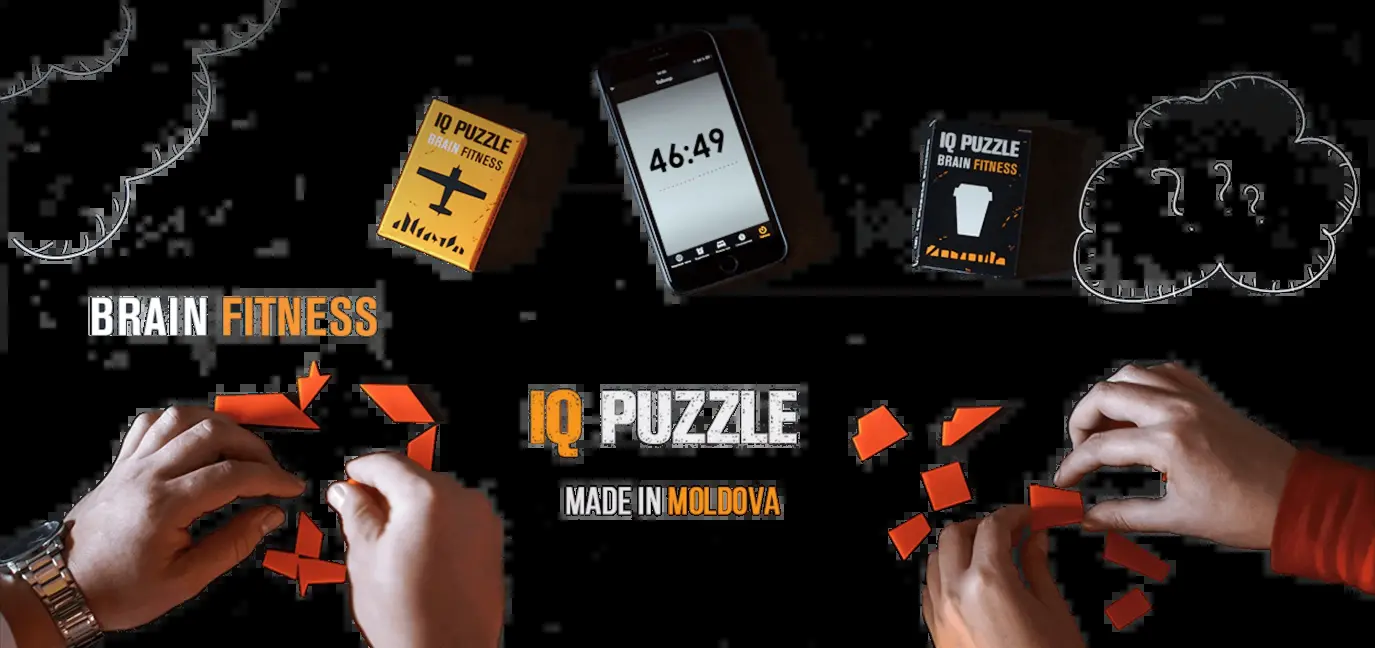 IQ PUZZLE
BRAIN FITNESS
46:49
IQ PUZZLE
BRAIN FITNESS
? ? ?
BRAIN FITNESS
IQ PUZZLE
MADE IN MOLDOVA